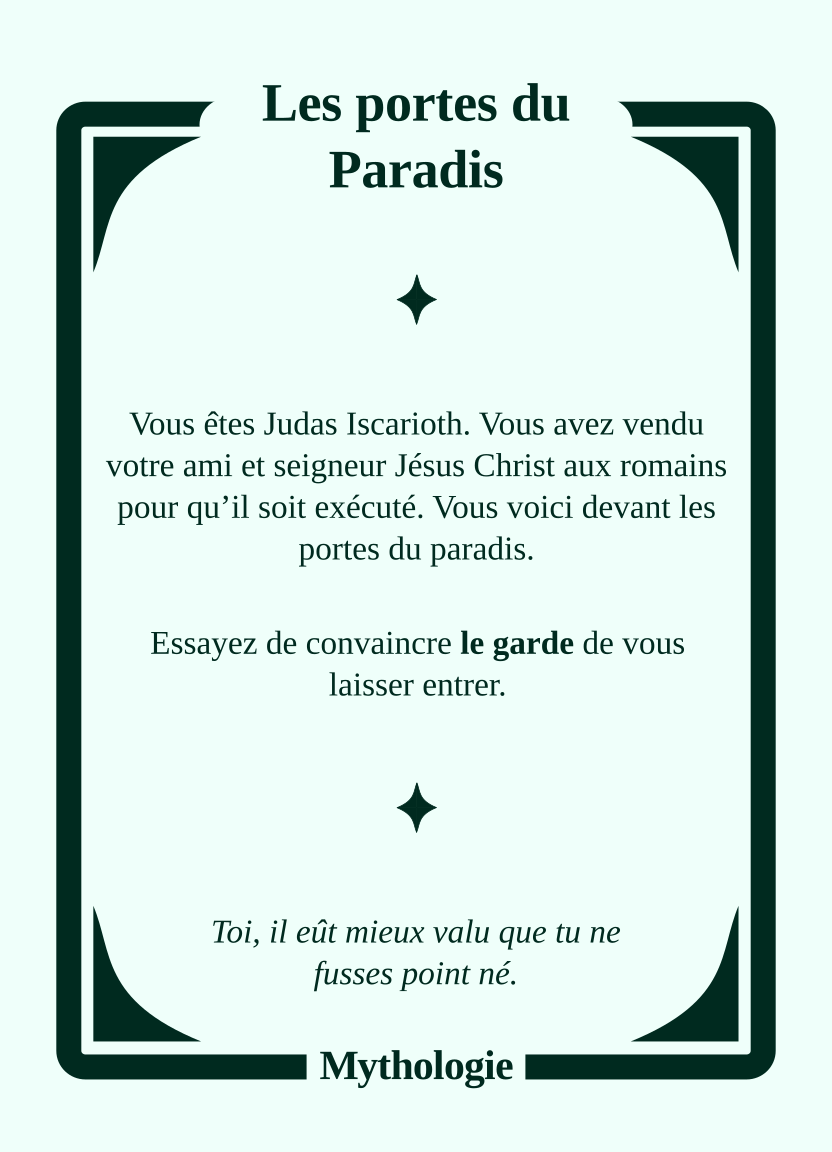 Les portes du
Paradis
Vous êtes Judas Iscarioth. Vous avez vendu
votre ami et seigneur Jésus Christ aux romains
pour qu’il soit exécuté. Vous voici devant les
portes du paradis.
Essayez de convaincre le garde de vous
laisser entrer.
Toi, il eût mieux valu que tu ne
fusses point né.
Mythologie